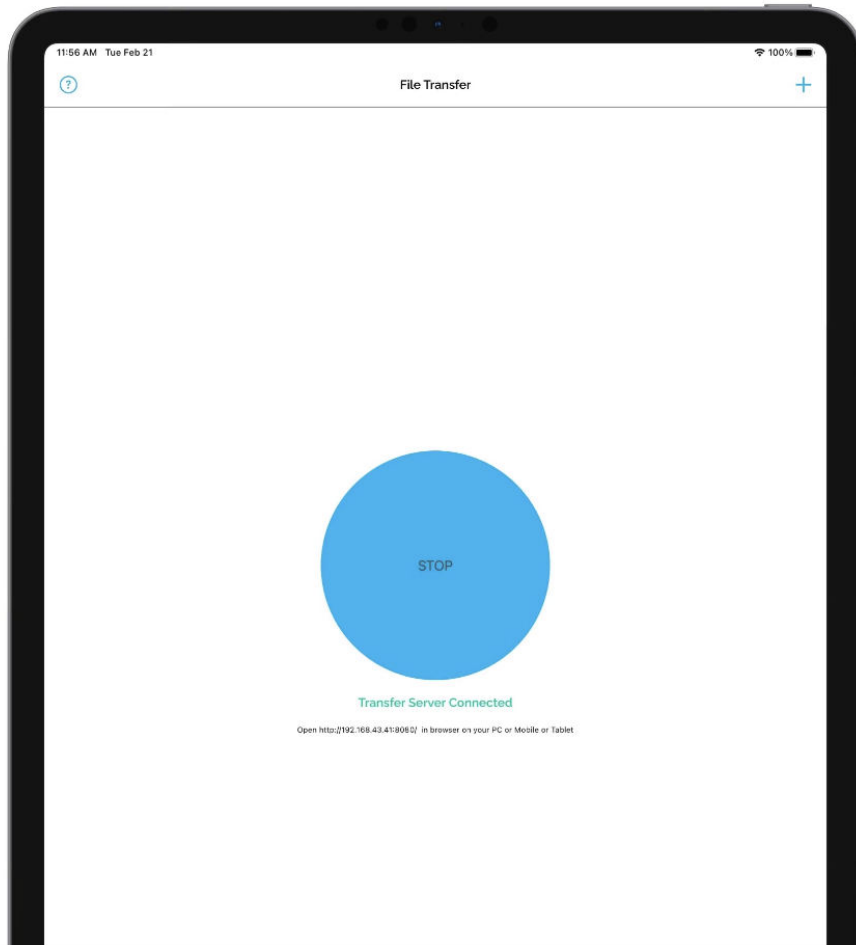 11:56 AM Tue Feb 21
100%
?
File Transfer
+
STOP
Transfer Server Connected
Open http://192.168.43.41:8080/ in browser on your PC or Mobile or Tablet